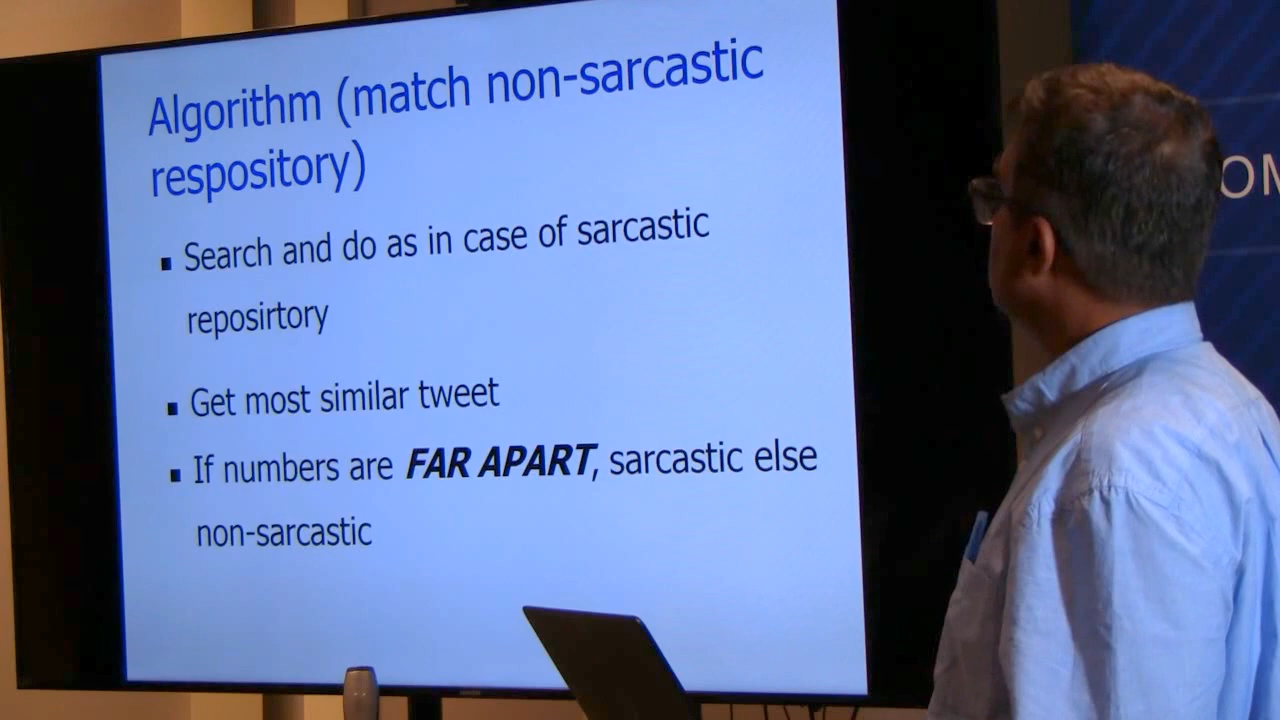 Algorithm (match non-sarcastic
respository)
▪ Search and do as in case of sarcastic
reposirtory
▪ Get most similar tweet
▪ If numbers are FAR APART, sarcastic else
non-sarcastic
OM